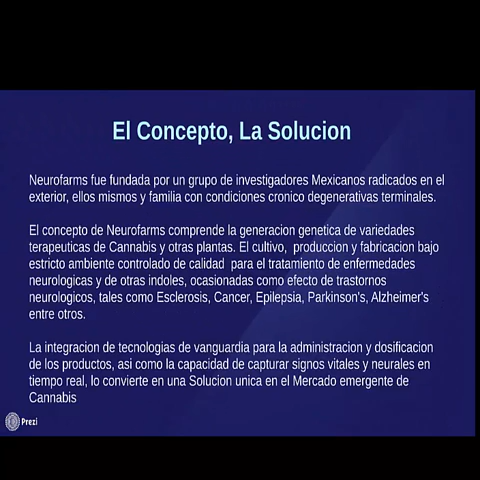 El Concepto, La Solucion
Neurofarms fue fundada por un grupo de investigadores Mexicanos radicados en el
exterior, ellos mismos y familia con condiciones cronico degenerativas terminales.
El concepto de Neurofarms comprende la generacion genetica de variedades
terapeuticas de Cannabis y otras plantas. El cultivo, produccion y fabricacion bajo
estricto ambiente controlado de calidad para el tratamiento de enfermedades
neurologicas y de otras indoles, ocasionadas como efecto de trastornos
neurologicos, tales como Esclerosis, Cancer, Epilepsia, Parkinson's, Alzheimer's
entre otros.
La integracion de tecnologias de vanguardia para la administracion y dosificacion
de los productos, asi como la capacidad de capturar signos vitales y neurales en
tiempo real, lo convierte en una Solucion unica en el Mercado emergente de
Cannabis
Prezi